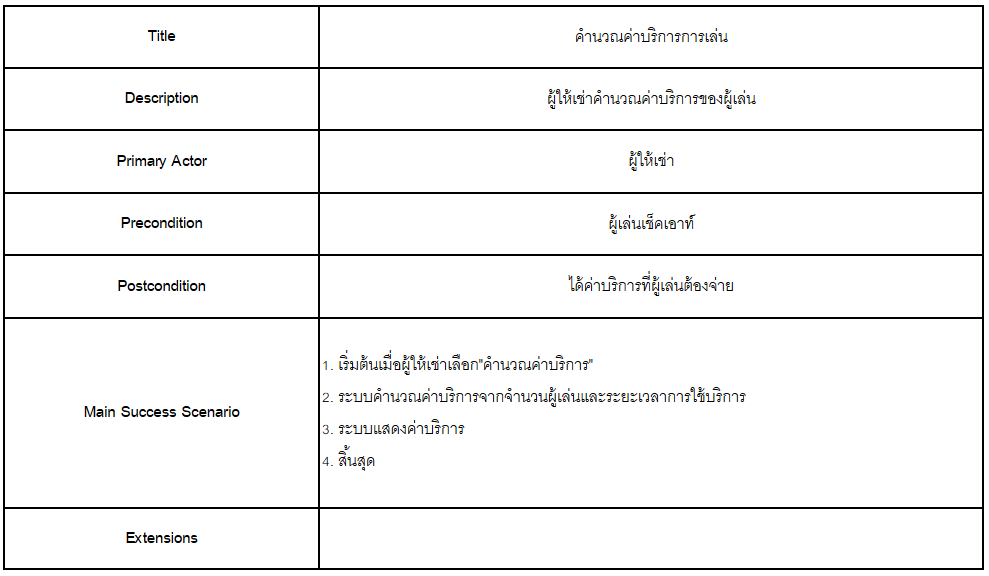 Title
คำนวณค่าบริการการเล่น
Description
ผู้ให้เช่าคำนวณค่าบริการของผู้เล่น
Primary Actor
ผู้ให้เช่า
Precondition
ผู้เล่นเช็คเอาท์
Postcondition
ได้ค่าบริการที่ผู้เล่นต้องจ่าย
Main Success Scenario
1. เริ่มต้นเมื่อผู้ให้เช่าเลือก"คำนวณค่าบริการ"
2. ระบบคำนวณค่าบริการจากจำนวนผู้เล่นและระยะเวลาการใช้บริการ
3. ระบบแสดงค่าบริการ
4. สิ้นสุด
Extensions